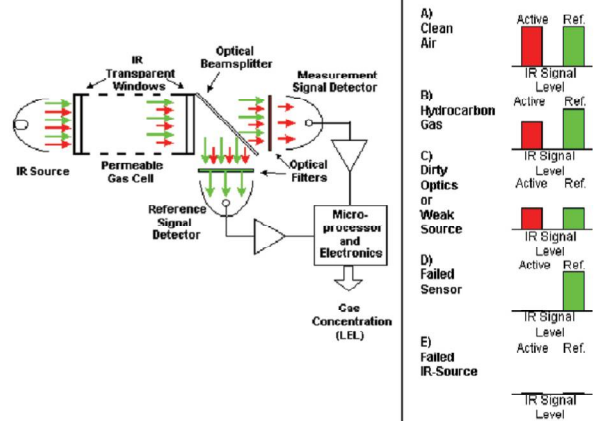 IR
Transparent
Windows
Optical
Beamsplitter
Measurement
Signal Detector
IR Source
Permeable
Gas Cell
Optical
Filters
Reference
Signal
Detector
Micro-
processor
and
Electronics
Gas
Concentration
(LEL)
A)
Clean
Air
Active Ref.
IR Signal
Level
B)
Hydrocarbon
Gas
Active Ref.
IR Signal
Level
C)
Dirty
Optics
or
Weak
Source
Active Ref.
IR Signal
Level
D)
Failed
Sensor
Active Ref.
IR Signal
Level
E)
Failed
IR-Source
Active Ref.
IR Signal
Level